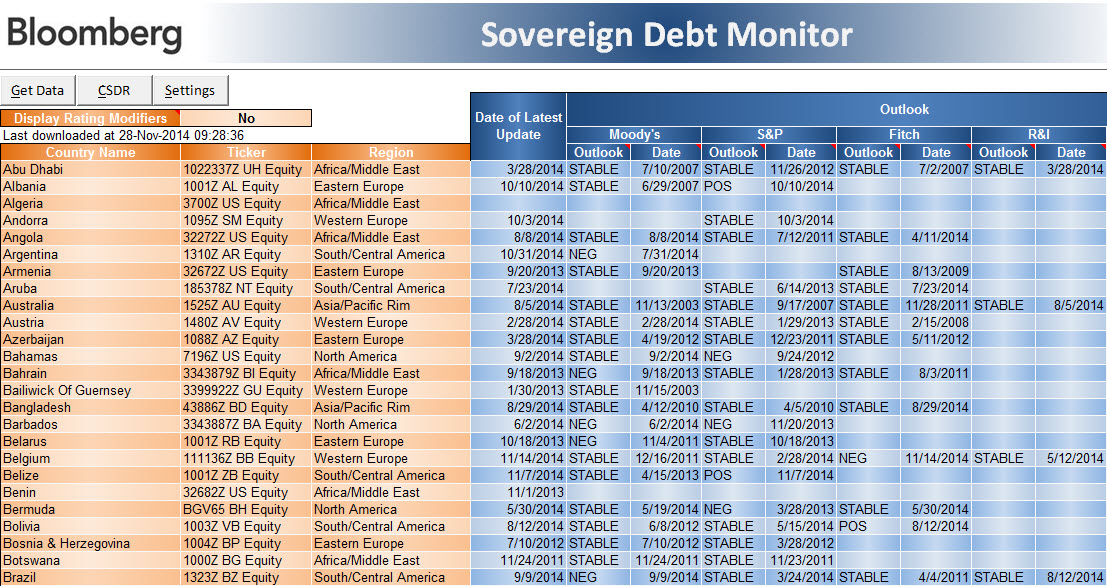 Bloomberg
Sovereign Debt Monitor
Get Data CSDR Settings
Display Rating Modifiers No
Last downloaded at 28-Nov-2014 09:28:36
Date of Latest Update Outlook
Moody's S&P Fitch R&I
Country Name Ticker Region Outlook Date Outlook Date Outlook Date Outlook Date
Abu Dhabi 1022337Z UH Equity Africa/Middle East 3/28/2014 STABLE 7/10/2007 STABLE 11/26/2012 STABLE 7/2/2007 STABLE 3/28/2014
Albania 1001Z AL Equity Eastern Europe 10/10/2014 STABLE 6/29/2007 POS 10/10/2014
Algeria 3700Z US Equity Africa/Middle East
Andorra 1095Z SM Equity Western Europe 10/3/2014 STABLE 10/3/2014
Angola 32272Z US Equity Africa/Middle East 8/8/2014 STABLE 8/8/2014 STABLE 7/12/2011 STABLE 4/11/2014
Argentina 1310Z AR Equity South/Central America 10/31/2014 NEG 7/31/2014
Armenia 32672Z US Equity Eastern Europe 9/20/2013 STABLE 9/20/2013 STABLE 8/13/2009
Aruba 185378Z NT Equity South/Central America 7/23/2014 STABLE 6/14/2013 STABLE 7/23/2014
Australia 1525Z AU Equity Asia/Pacific Rim 8/5/2014 STABLE 11/13/2003 STABLE 9/17/2007 STABLE 11/28/2011 STABLE 8/5/2014
Austria 1480Z AV Equity Western Europe 2/28/2014 STABLE 2/28/2014 STABLE 1/29/2013 STABLE 2/15/2008
Azerbaijan 1088Z AZ Equity Eastern Europe 3/28/2014 STABLE 4/19/2012 STABLE 12/23/2011 STABLE 5/11/2012
Bahamas 7196Z US Equity North America 9/2/2014 STABLE 9/2/2014 NEG 9/24/2012
Bahrain 3343879Z BI Equity Africa/Middle East 9/18/2013 NEG 9/18/2013 STABLE 1/28/2013 STABLE 8/3/2011
Bailiwick Of Guernsey 3399922Z GU Equity Western Europe 1/30/2013 STABLE 11/15/2003
Bangladesh 43886Z BD Equity Asia/Pacific Rim 8/29/2014 STABLE 4/12/2010 STABLE 4/5/2010 STABLE 8/29/2014
Barbados 3343887Z BA Equity North America 6/2/2014 NEG 6/2/2014 NEG 11/20/2013
Belarus 1001Z RB Equity Eastern Europe 10/18/2013 NEG 11/4/2011 STABLE 10/18/2013
Belgium 111136Z BB Equity Western Europe 11/14/2014 STABLE 12/16/2011 STABLE 2/28/2014 NEG 11/14/2014 STABLE 5/12/2014
Belize 1001Z ZB Equity South/Central America 11/7/2014 STABLE 4/15/2013 POS 11/7/2014
Benin 32682Z US Equity Africa/Middle East 11/1/2013
Bermuda BGV65 BH Equity North America 5/30/2014 STABLE 5/19/2014 NEG 3/28/2013 STABLE 5/30/2014
Bolivia 1003Z VB Equity South/Central America 8/12/2014 STABLE 6/8/2012 STABLE 5/15/2014 POS 8/12/2014
Bosnia & Herzegovina 1004Z BP Equity Eastern Europe 7/10/2012 STABLE 7/10/2012 STABLE 3/28/2012
Botswana 1000Z BG Equity Africa/Middle East 11/24/2011 STABLE 11/24/2011 STABLE 11/23/2011
Brazil 1323Z BZ Equity South/Central America 9/9/2014 NEG 9/9/2014 STABLE 3/24/2014 STABLE 4/4/2011 STABLE 8/12/2014